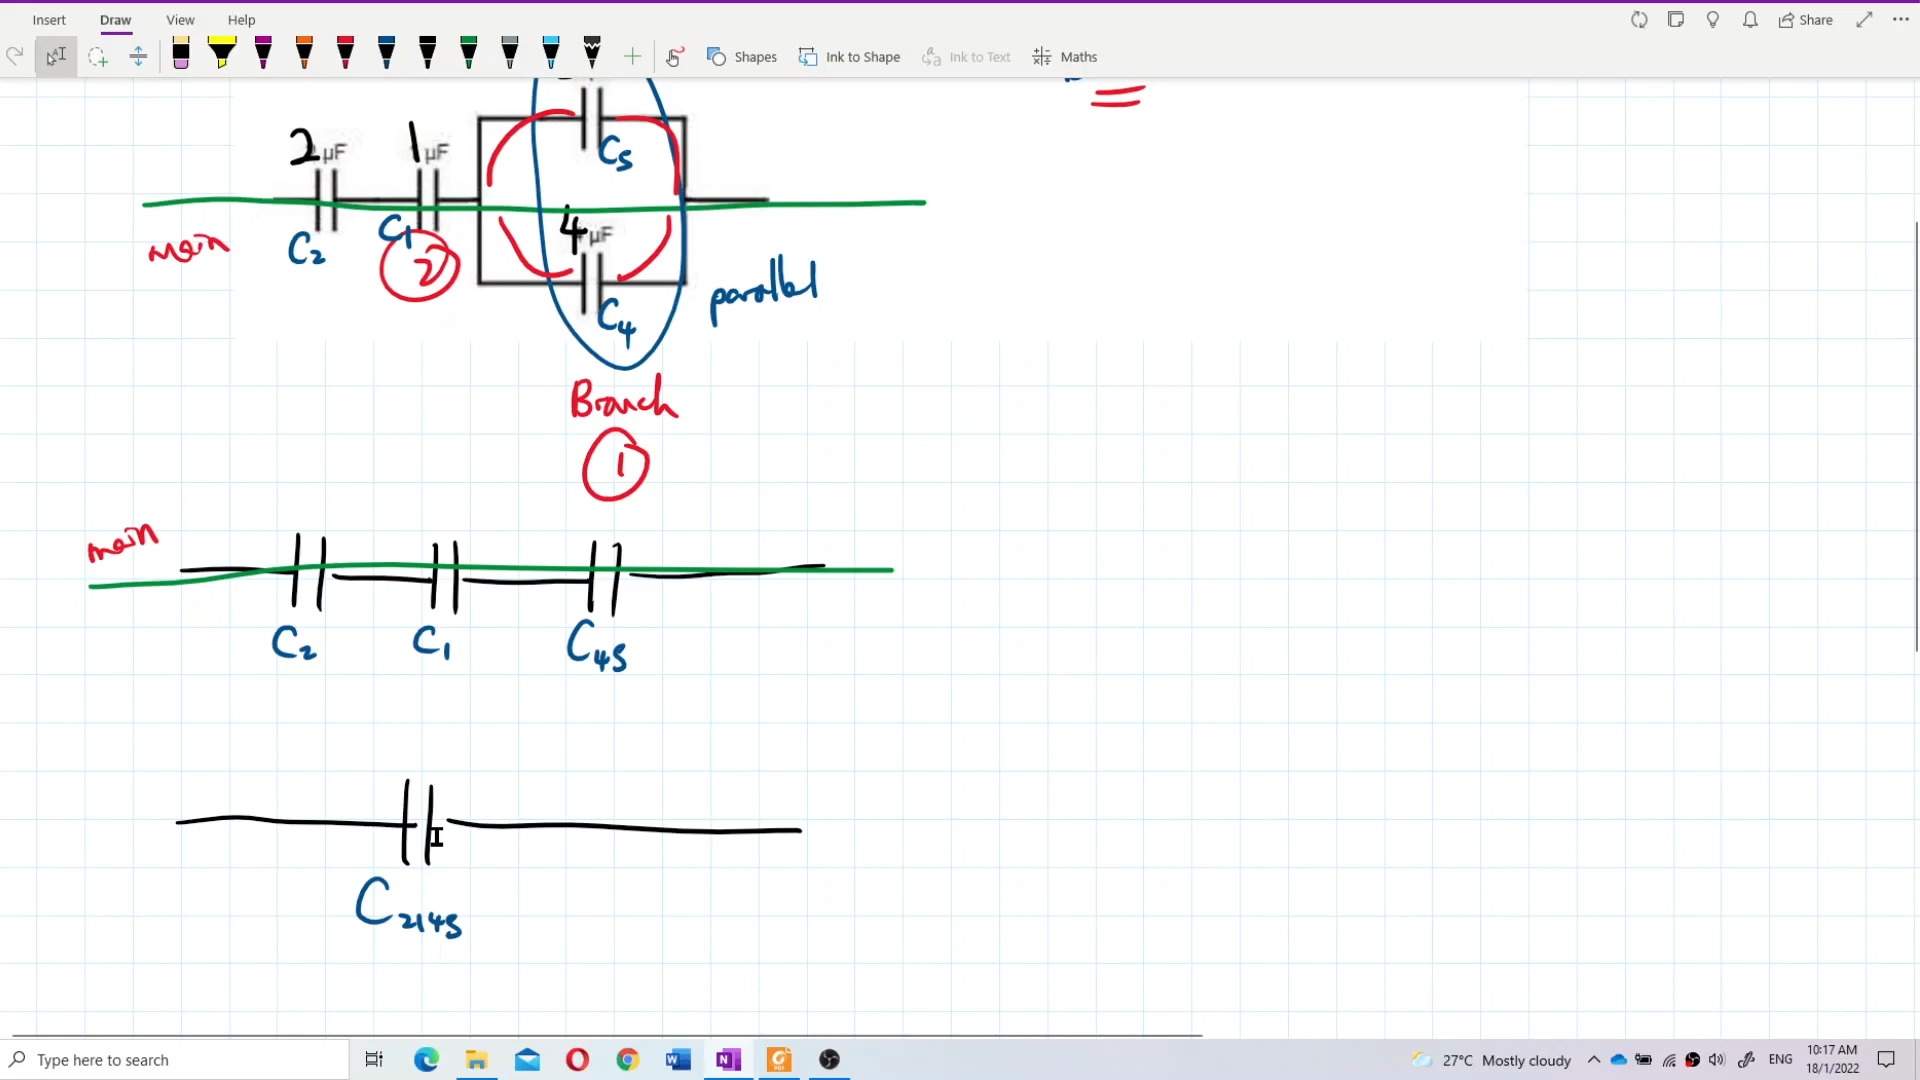 Insert Draw View Help
Share
Shapes Ink to Shape Ink to Text Maths
2 µF 1 µF
C5
main C2 C1 4 µF
2
C4 parallel
Branch
1
main
C2 C1 C45
C2145
Type here to search
27°C Mostly cloudy ENG 10:17 AM
18/1/2022